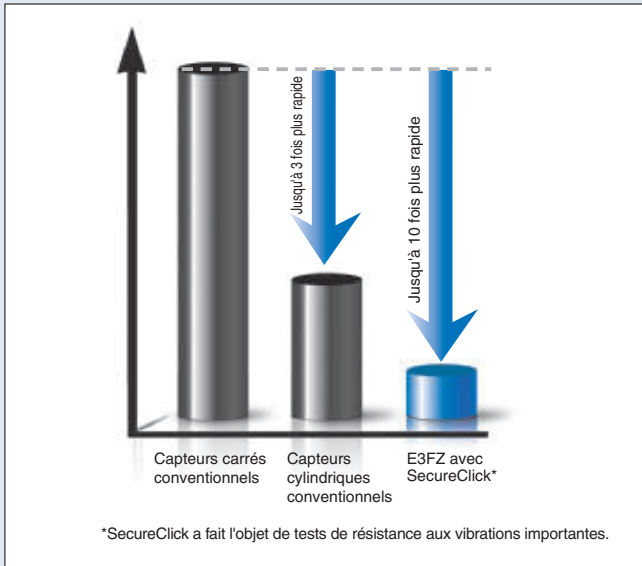 Jusqu'à 3 fois plus rapide
Jusqu'à 10 fois plus rapide
Capteurs carrés
conventionnels
Capteurs
cylindriques
conventionnels
E3FZ avec
SecureClick*
*SecureClick a fait l'objet de tests de résistance aux vibrations importantes.